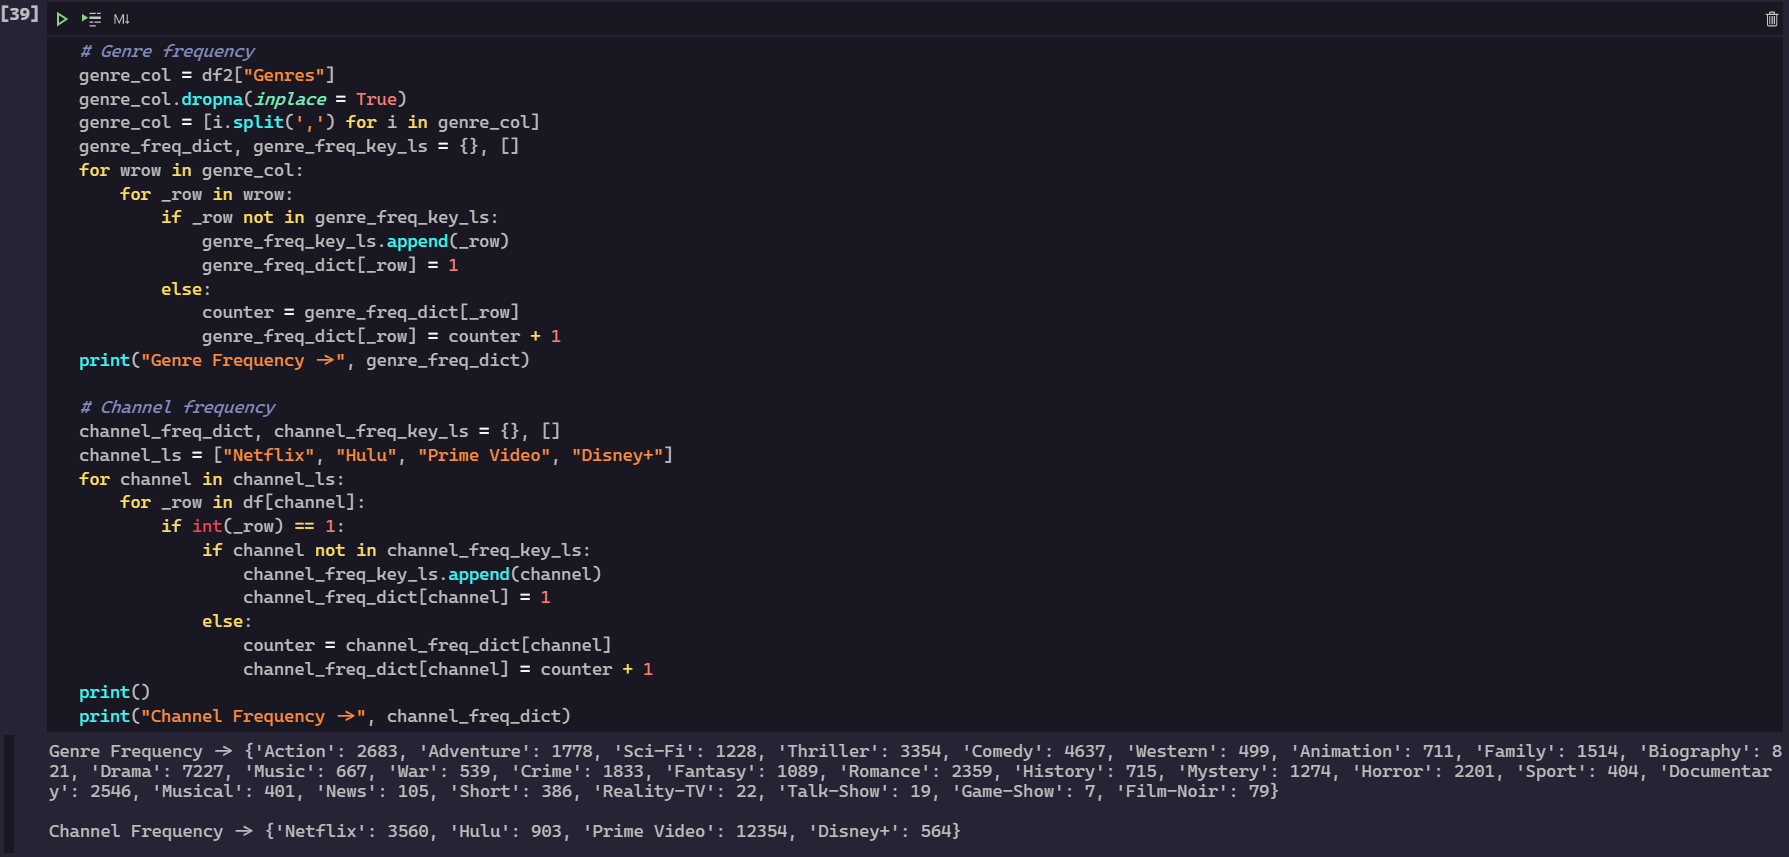 [39]
M↓
# Genre frequency
genre_col = df2["Genres"]
genre_col.dropna(inplace = True)
genre_col = [i.split(',') for i in genre_col]
genre_freq_dict, genre_freq_key_ls = {}, []
for wrow in genre_col:
    for _row in wrow:
        if _row not in genre_freq_key_ls:
            genre_freq_key_ls.append(_row)
            genre_freq_dict[_row] = 1
        else:
            counter = genre_freq_dict[_row]
            genre_freq_dict[_row] = counter + 1
print("Genre Frequency →", genre_freq_dict)
# Channel frequency
channel_freq_dict, channel_freq_key_ls = {}, []
channel_ls = ["Netflix", "Hulu", "Prime Video", "Disney+"]
for channel in channel_ls:
    for _row in df[channel]:
        if int(_row) == 1:
            if channel not in channel_freq_key_ls:
                channel_freq_key_ls.append(channel)
                channel_freq_dict[channel] = 1
            else:
                counter = channel_freq_dict[channel]
                channel_freq_dict[channel] = counter + 1
print()
print("Channel Frequency →", channel_freq_dict)
Genre Frequency → {'Action': 2683, 'Adventure': 1778, 'Sci-Fi': 1228, 'Thriller': 3354, 'Comedy': 4637, 'Western': 499, 'Animation': 711, 'Family': 1514, 'Biography': 8
21, 'Drama': 7227, 'Music': 667, 'War': 539, 'Crime': 1833, 'Fantasy': 1089, 'Romance': 2359, 'History': 715, 'Mystery': 1274, 'Horror': 2201, 'Sport': 404, 'Documentar
y': 2546, 'Musical': 401, 'News': 105, 'Short': 386, 'Reality-TV': 22, 'Talk-Show': 19, 'Game-Show': 7, 'Film-Noir': 79}
Channel Frequency → {'Netflix': 3560, 'Hulu': 903, 'Prime Video': 12354, 'Disney+': 564}